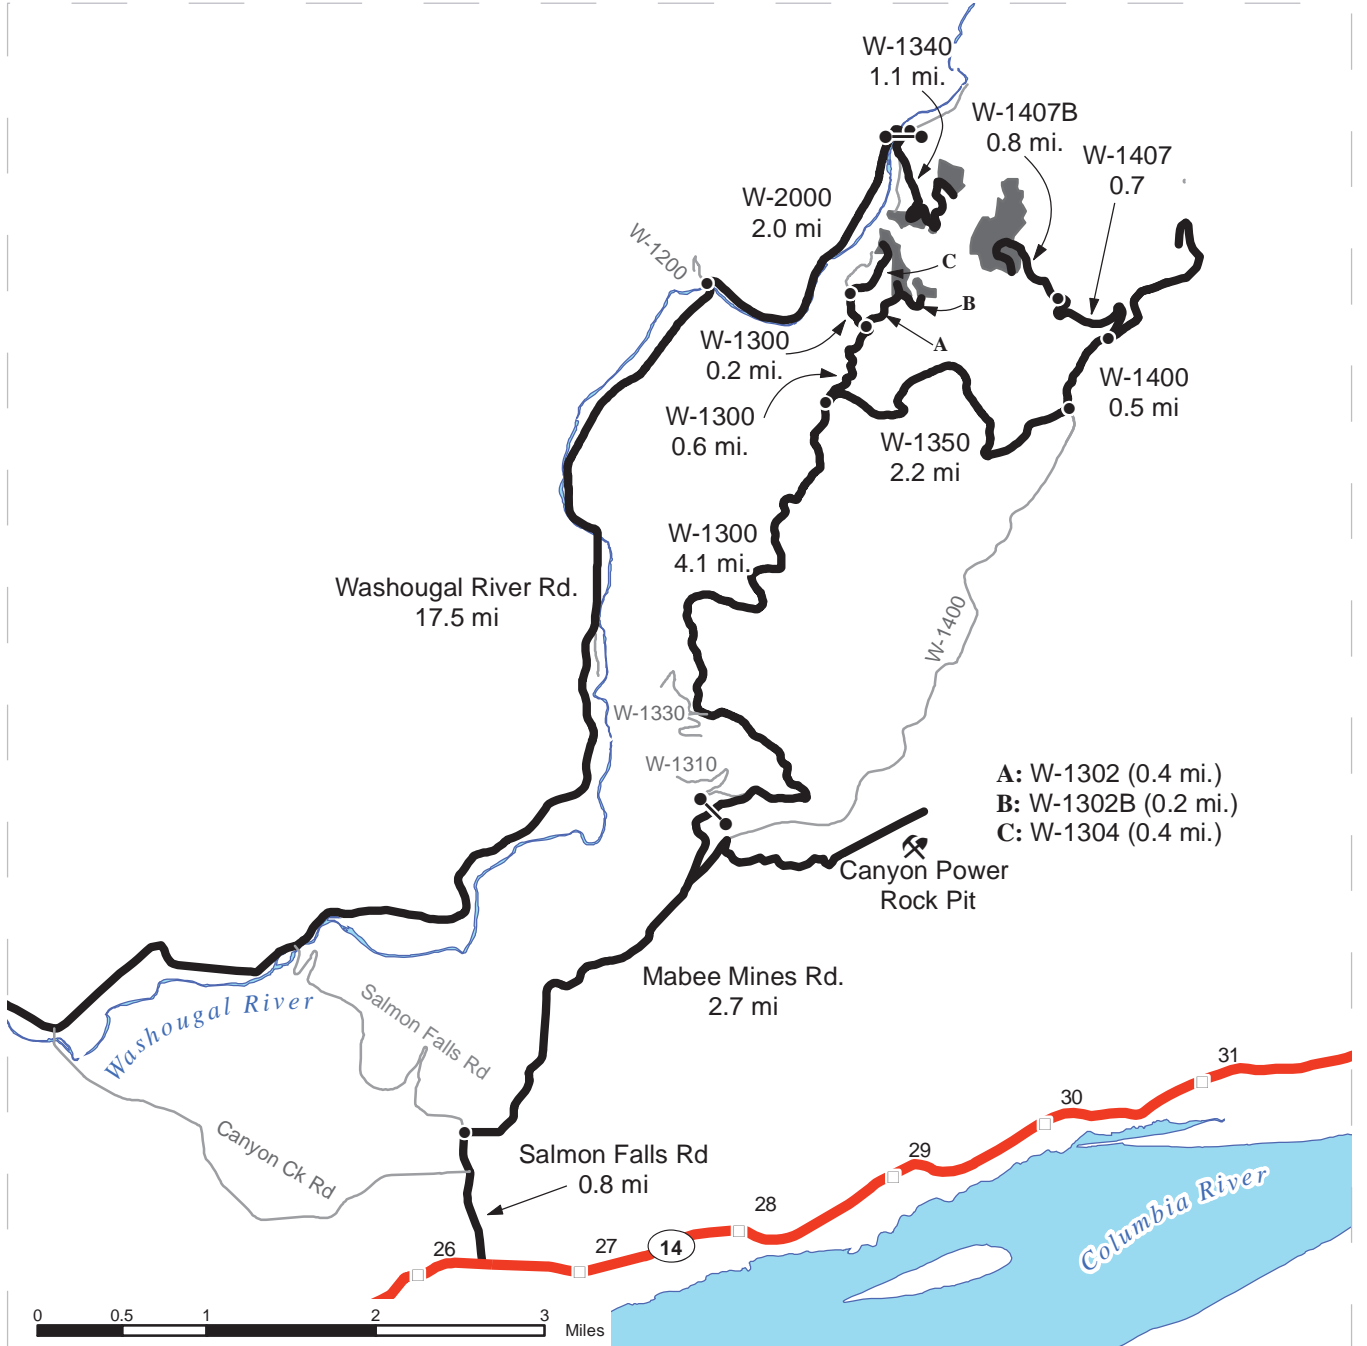 W-1340
1.1 mi.
W-1407B
0.8 mi.
W-1407
0.7
W-2000
2.0 mi
W-1200
C
B
A
W-1300
0.2 mi.
W-1300
0.6 mi.
W-1400
0.5 mi
W-1350
2.2 mi
W-1300
4.1 mi.
Washougal River Rd.
17.5 mi
W-1400
W-1330
W-1310
A: W-1302 (0.4 mi.)
B: W-1302B (0.2 mi.)
C: W-1304 (0.4 mi.)
Canyon Power
Rock Pit
Mabee Mines Rd.
2.7 mi
Washougal River
Salmon Falls Rd
Canyon Ck Rd
Salmon Falls Rd
0.8 mi
31
30
29
28
27
26
14
Columbia River
0 0.5 1 2 3 Miles